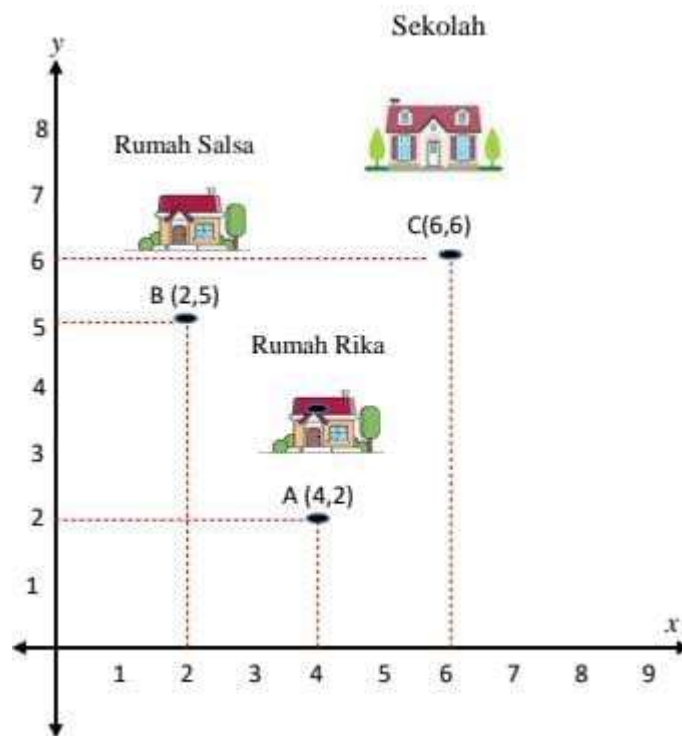 Sekolah
y
8
Rumah Salsa
7
C(6,6)
6
B (2,5)
5
Rumah Rika
4
3
A (4,2)
2
1
x
1 2 3 4 5 6 7 8 9